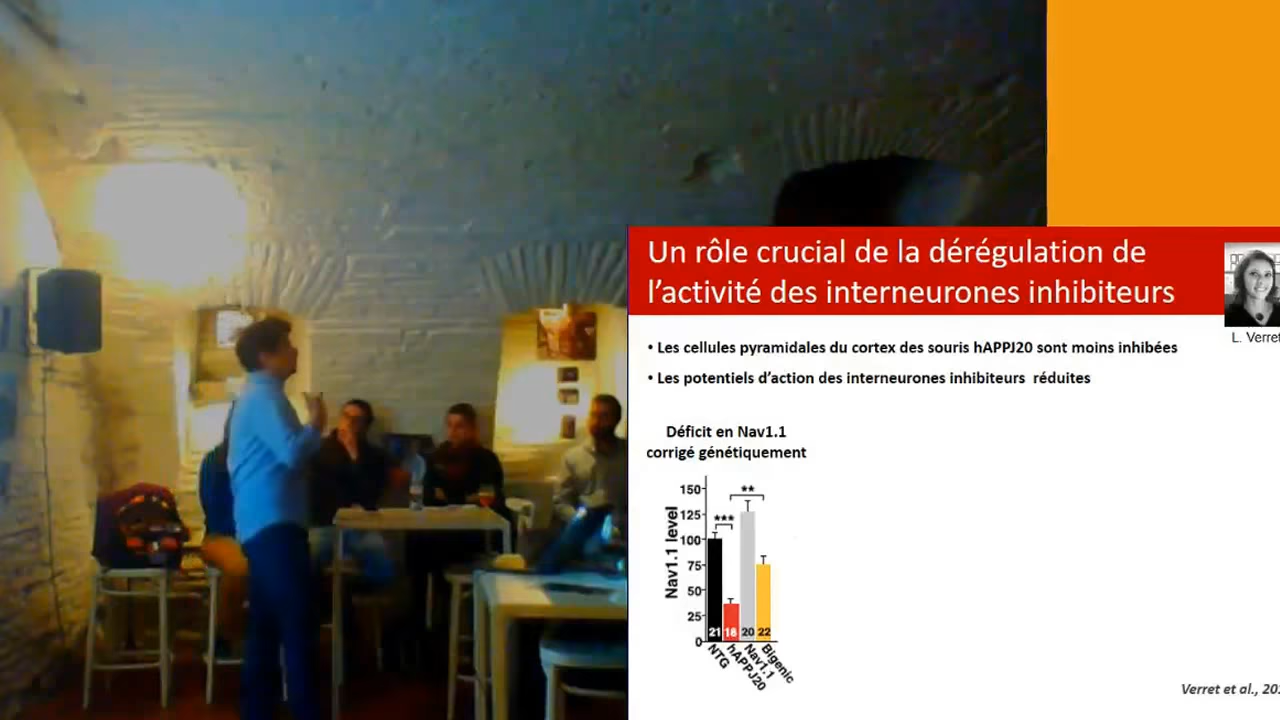 Un rôle crucial de la dérégulation de
l’activité des interneurones inhibiteurs
L. Verret
• Les cellules pyramidales du cortex des souris hAPPJ20 sont moins inhibées
• Les potentiels d’action des interneurones inhibiteurs réduites
Déficit en Nav1.1
corrigé génétiquement
Nav1.1 level
150
125
100
75
50
25
0
***
**
21 18 20 22
NTG
hAPPJ20
Nav1.1
Bigenic
Verret et al., 201